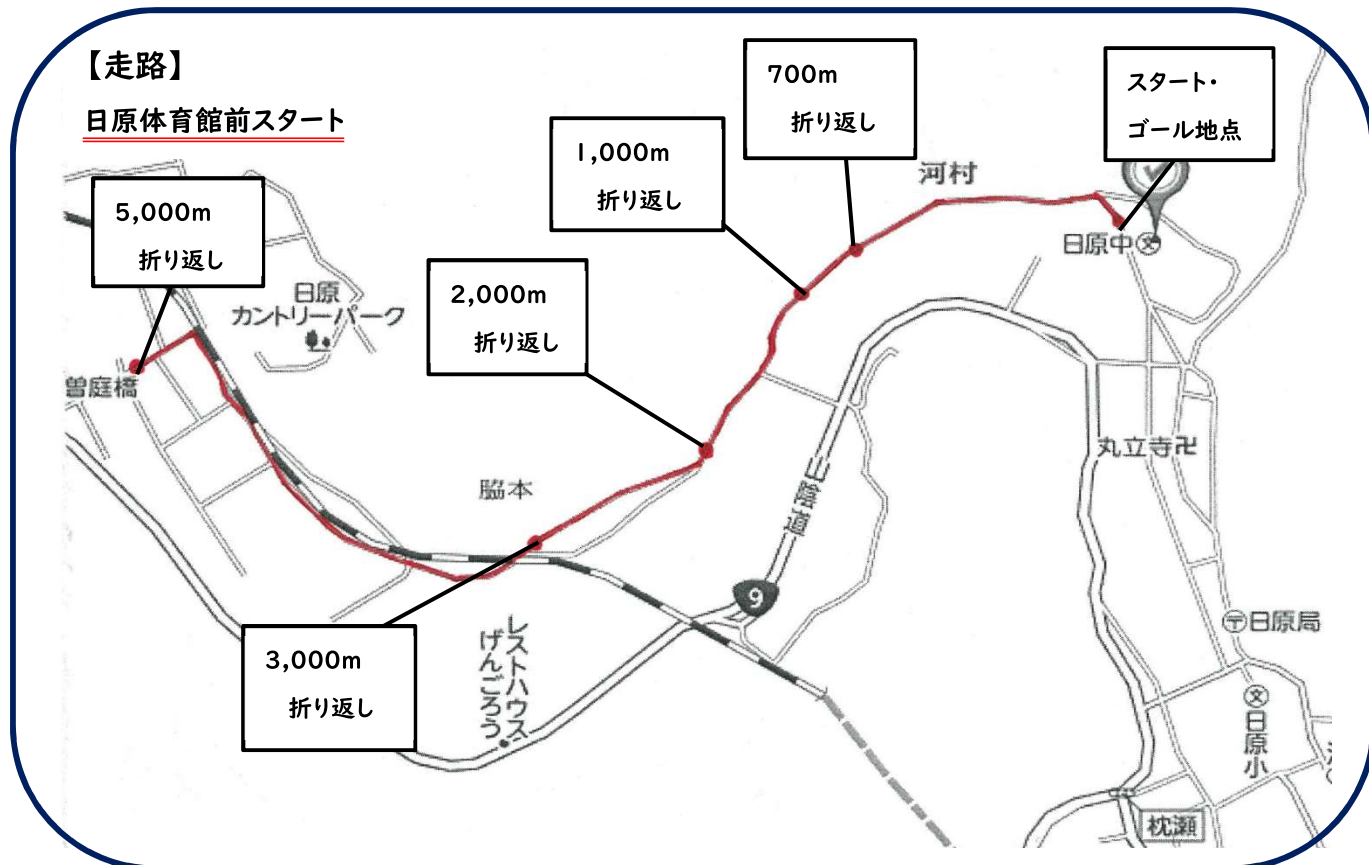 【走路】
日原体育館前スタート
700m
折り返し
スタート・
ゴール地点
1,000m
折り返し
河村
5,000m
折り返し
日原中
文
2,000m
折り返し
日原
カントリーパーク
曽庭橋
丸立寺卍
脇本
山陰道
9
〒日原局
3,000m
折り返し
レストハウス
げんごろう
文
日原小
枕瀬